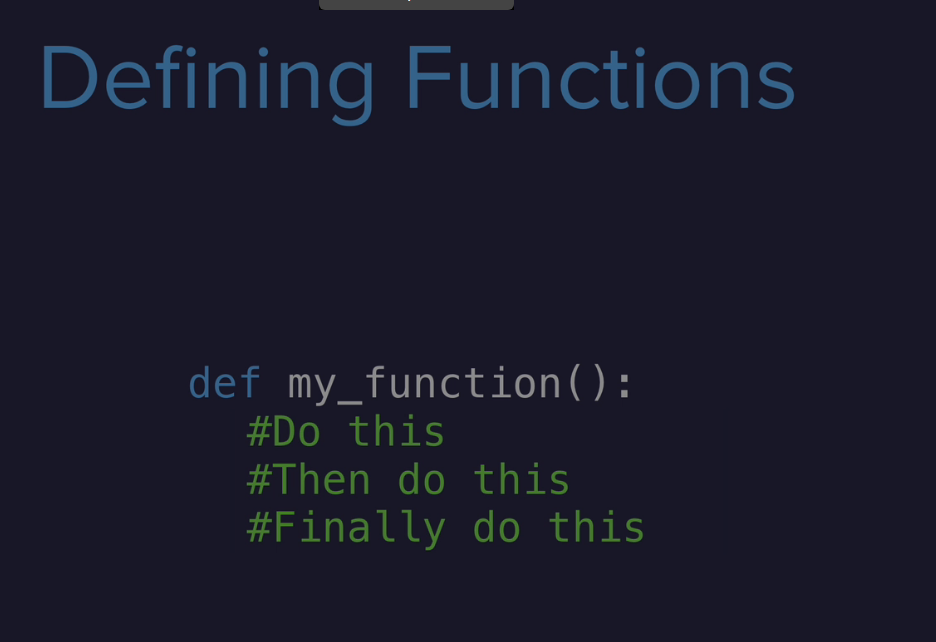 Defining Functions
def my_function():
#Do this
#Then do this
#Finally do this